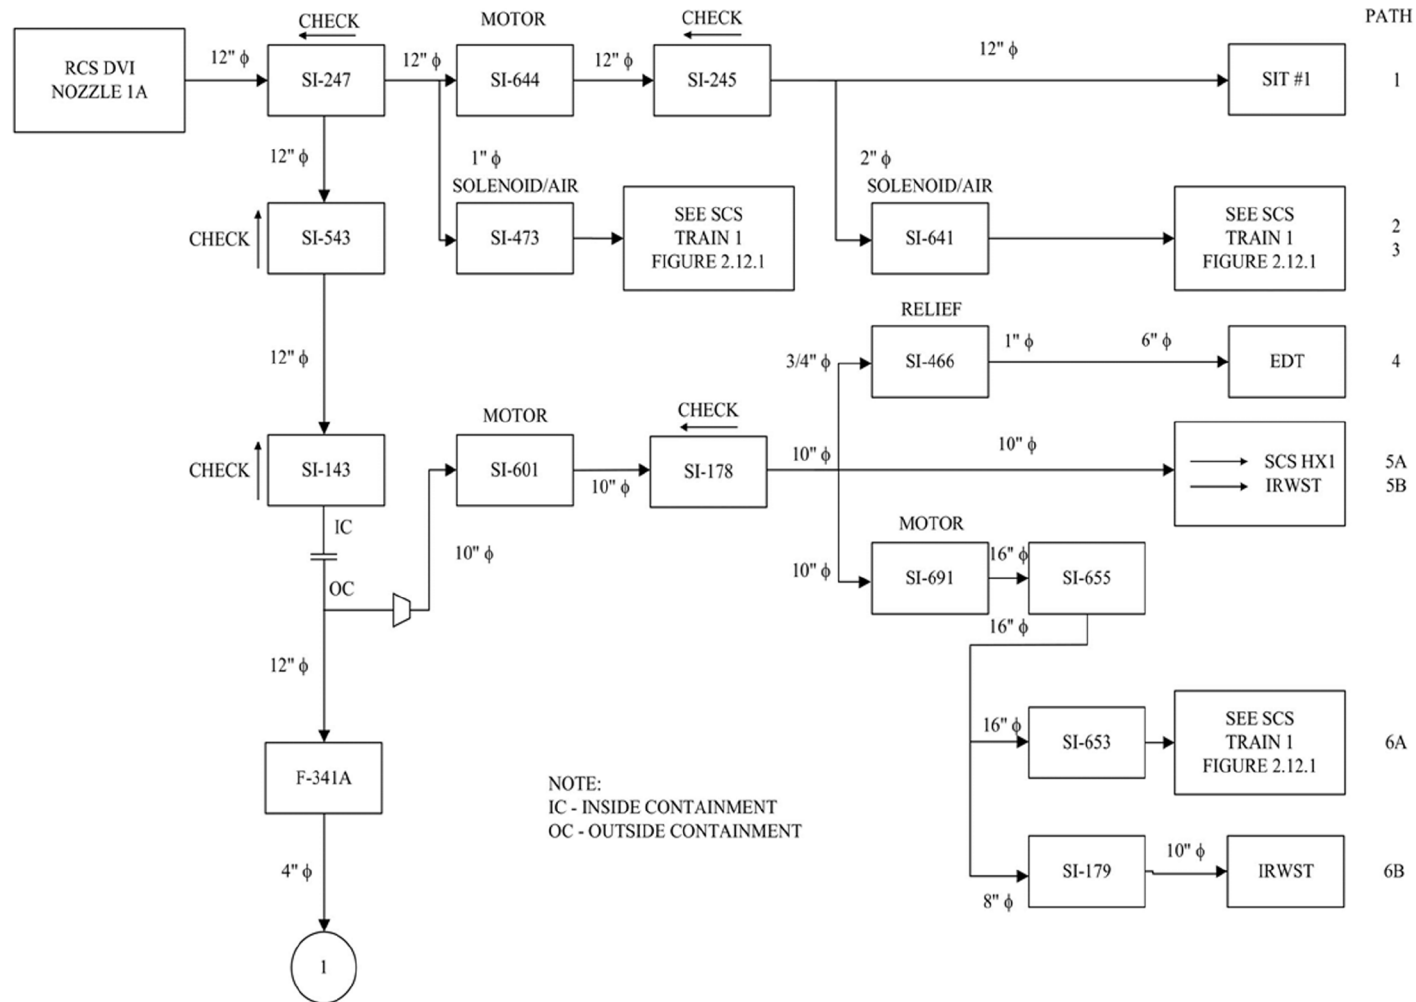 PATH
CHECK
MOTOR
CHECK
RCS DVI
NOZZLE 1A
12" ϕ
SI-247
12" ϕ
SI-644
12" ϕ
SI-245
12" ϕ
SIT #1
1
12" ϕ
1" ϕ
SOLENOID/AIR
2" ϕ
SOLENOID/AIR
CHECK
SI-543
SI-473
SEE SCS
TRAIN 1
FIGURE 2.12.1
SI-641
SEE SCS
TRAIN 1
FIGURE 2.12.1
2
3
RELIEF
12" ϕ
3/4" ϕ
SI-466
1" ϕ
6" ϕ
EDT
4
MOTOR
CHECK
CHECK
SI-143
SI-601
10" ϕ
SI-178
10" ϕ
10" ϕ
SCS HX1
IRWST
5A
5B
IC
OC
10" ϕ
MOTOR
10" ϕ
SI-691
16" ϕ
SI-655
16" ϕ
12" ϕ
16" ϕ
SI-653
SEE SCS
TRAIN 1
FIGURE 2.12.1
6A
F-341A
NOTE:
IC - INSIDE CONTAINMENT
OC - OUTSIDE CONTAINMENT
4" ϕ
8" ϕ
SI-179
10" ϕ
IRWST
6B
1